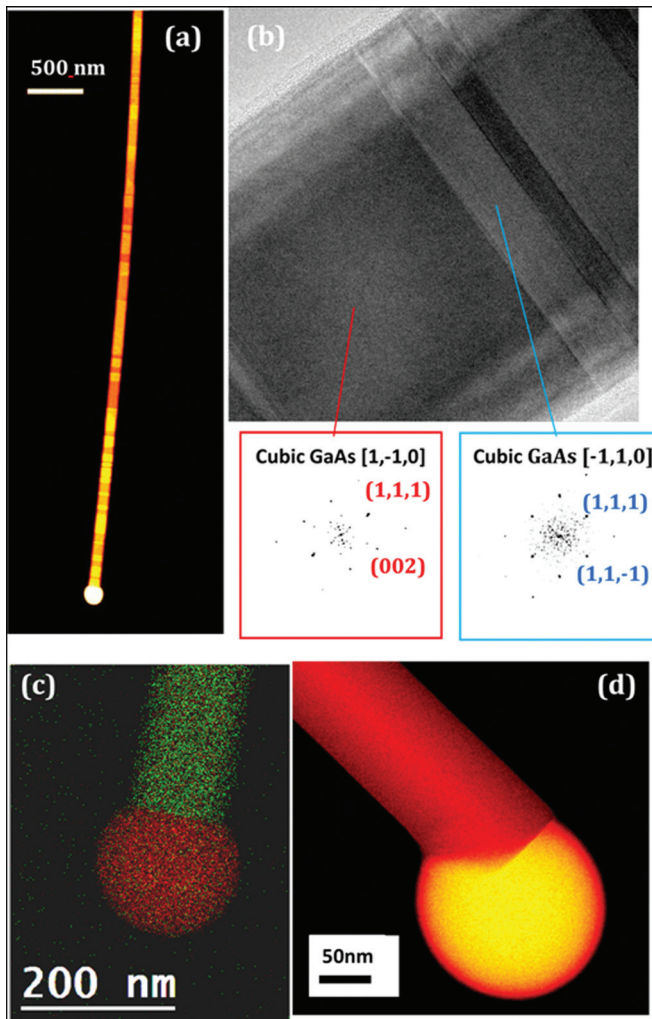 (a)
500 nm
(b)
Cubic GaAs [1,-1,0]
(1,1,1)
(002)
Cubic GaAs [-1,1,0]
(1,1,1)
(1,1,-1)
(c)
200 nm
(d)
50nm